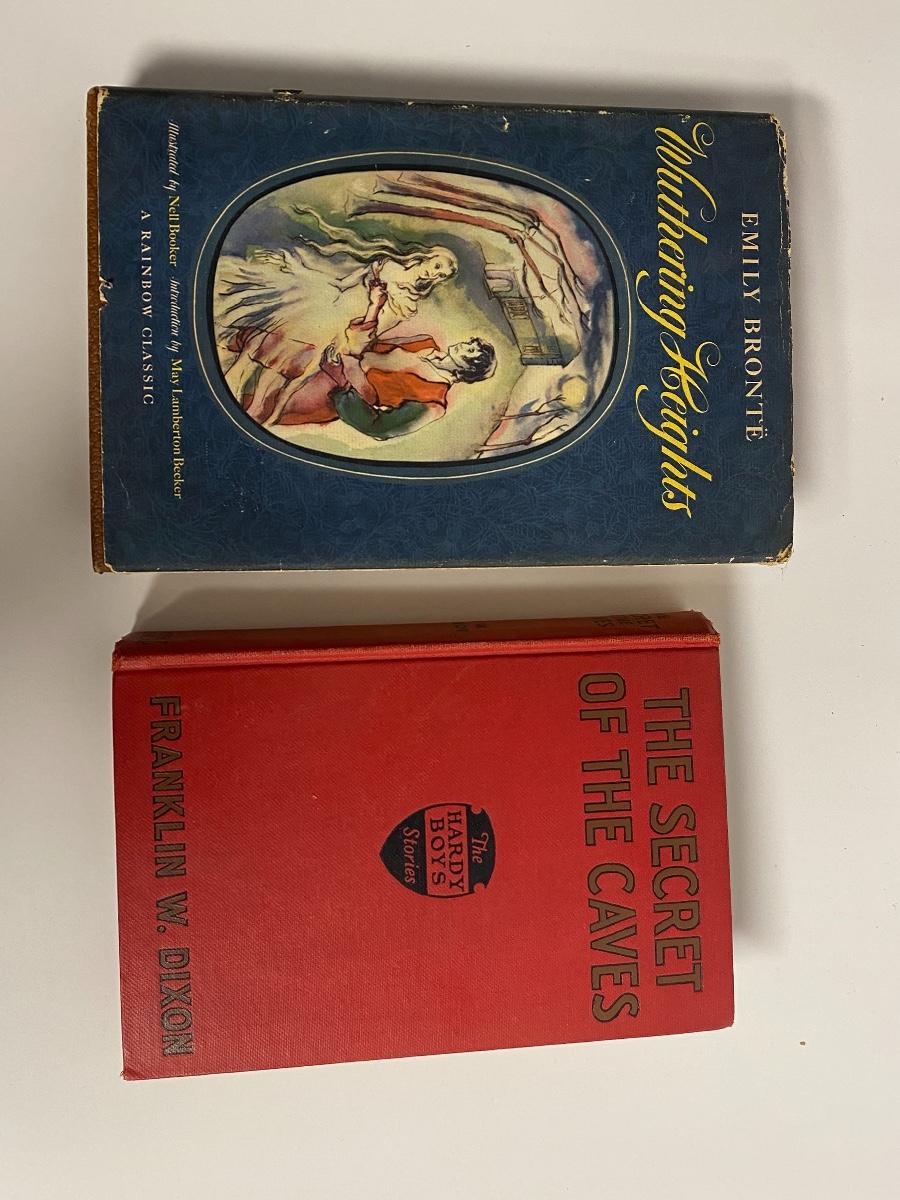 EMILY BRONTË
Wuthering Heights
Illustrated by Nell Booker Introduction by May Lamberton Becker
A RAINBOW CLASSIC
THE SECRET
OF THE CAVES
The
HARDY
BOYS
Stories
FRANKLIN W. DIXON